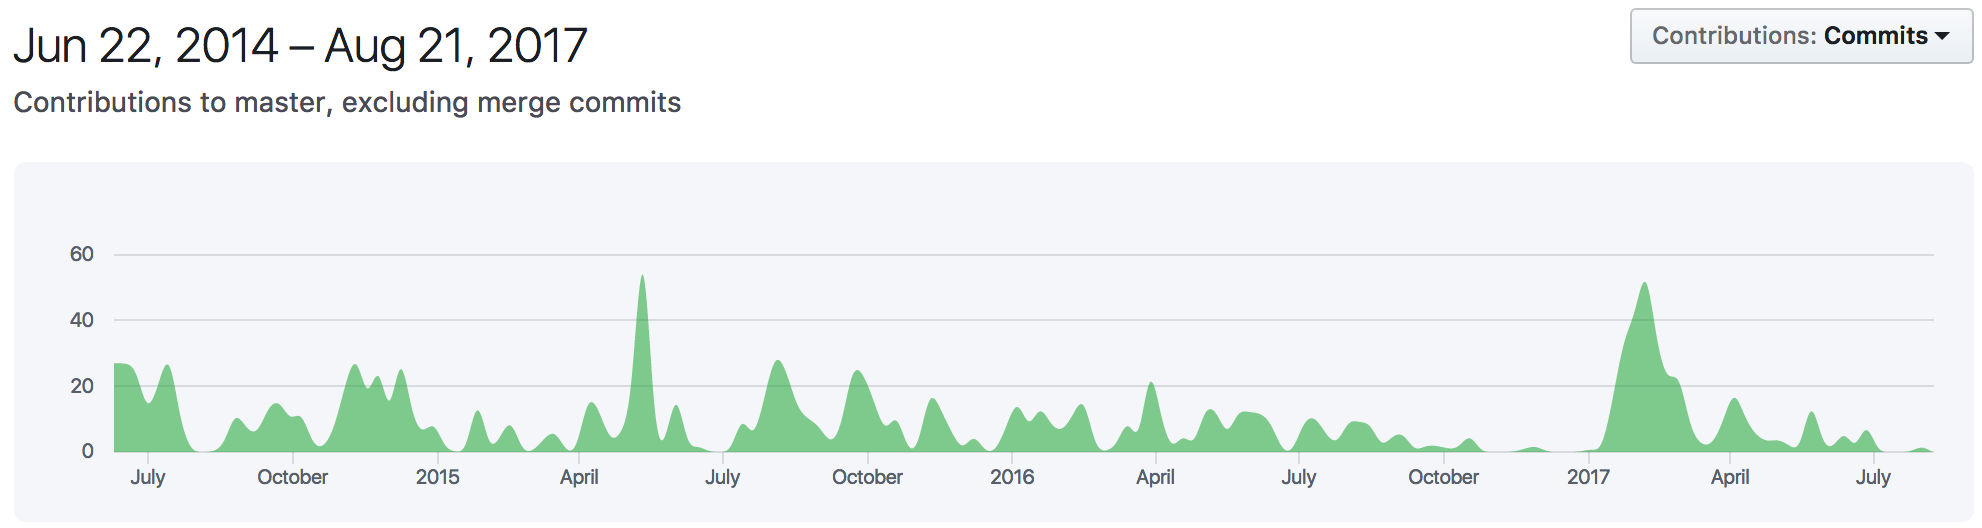 Jun 22, 2014 – Aug 21, 2017
Contributions: Commits
Contributions to master, excluding merge commits
60
40
20
0
July October 2015 April July October 2016 April July October 2017 April July